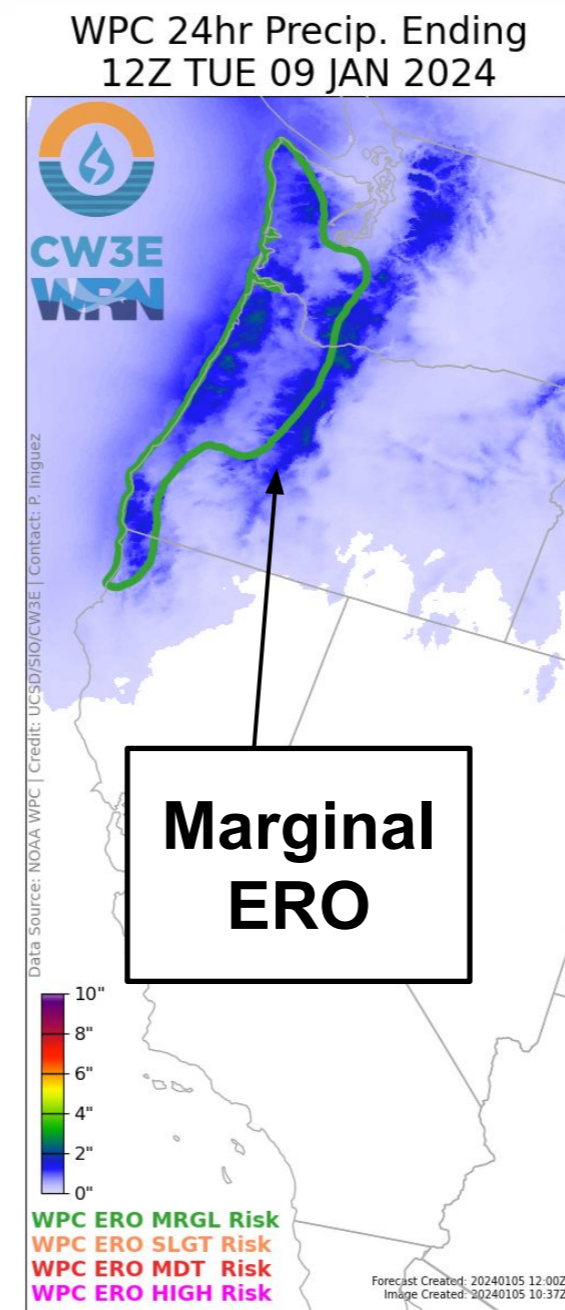 WPC 24hr Precip. Ending
12Z TUE 09 JAN 2024
CW3E
WRN
Data Source: NOAA WPC | Credit: UCSD/SIO/CW3E | Contact: P. Iniguez
Marginal
ERO
10"
8"
6"
4"
2"
0"
WPC ERO MRGL Risk
WPC ERO SLGT Risk
WPC ERO MDT Risk
WPC ERO HIGH Risk
Forecast Created: 20240105 12:00Z
Image Created: 20240105 10:37Z